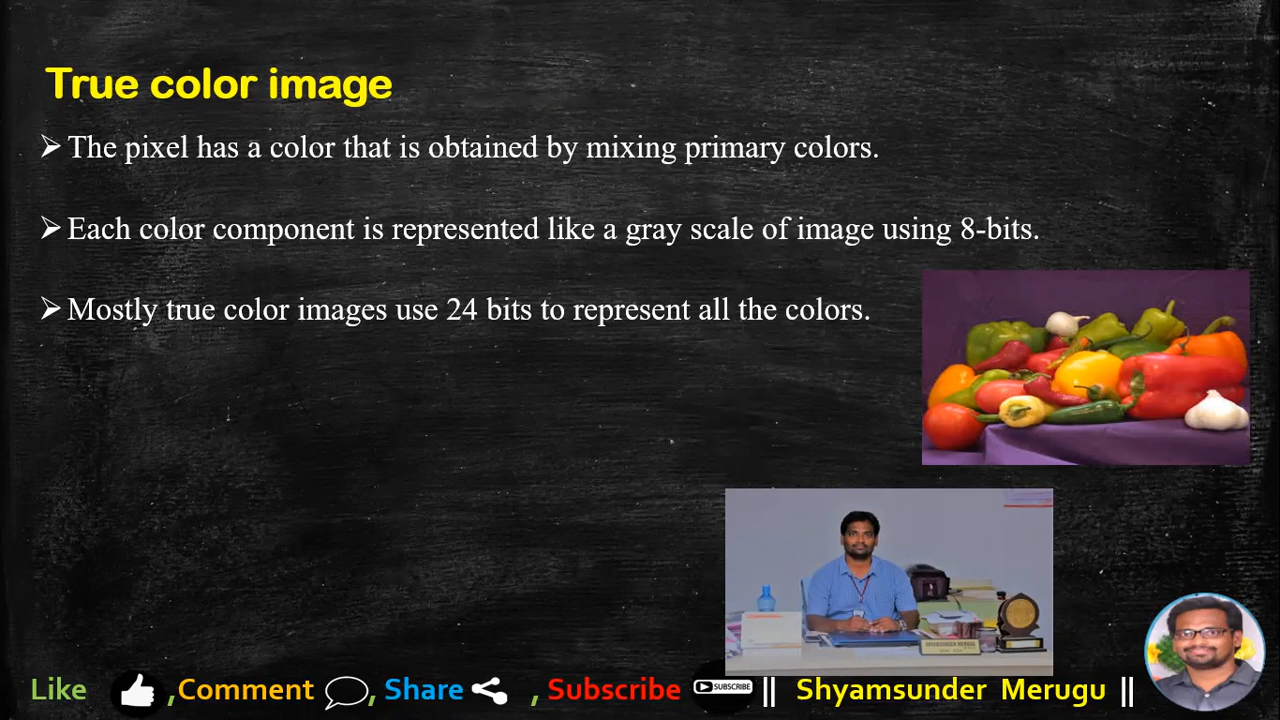 True color image
The pixel has a color that is obtained by mixing primary colors.
Each color component is represented like a gray scale of image using 8-bits.
Mostly true color images use 24 bits to represent all the colors.
SHYAMSUNDER MERUGU
Like , Comment , Share , Subscribe SUBSCRIBE || Shyamsunder Merugu ||